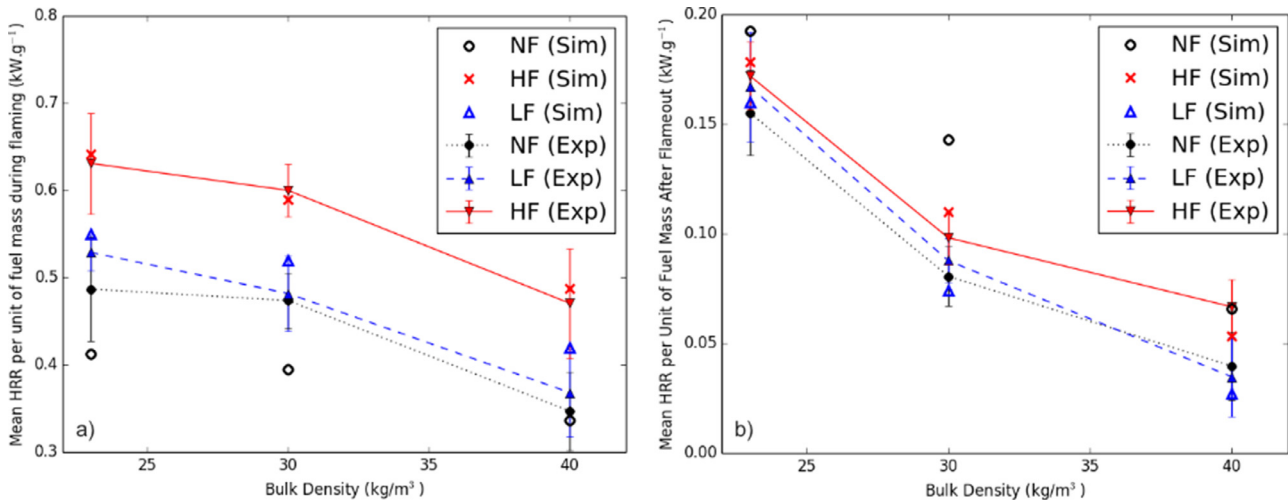 Mean HRR per unit of fuel mass during flaming (kW.g⁻¹)
0.8
0.7
0.6
0.5
0.4
0.3
NF (Sim)
HF (Sim)
LF (Sim)
NF (Exp)
LF (Exp)
HF (Exp)
a)
25
30
35
40
Bulk Density (kg/m³ )
Mean HRR per Unit of Fuel Mass After Flameout (kW.g⁻¹)
0.20
0.15
0.10
0.05
0.00
NF (Sim)
HF (Sim)
LF (Sim)
NF (Exp)
LF (Exp)
HF (Exp)
b)
25
30
35
40
Bulk Density (kg/m³ )